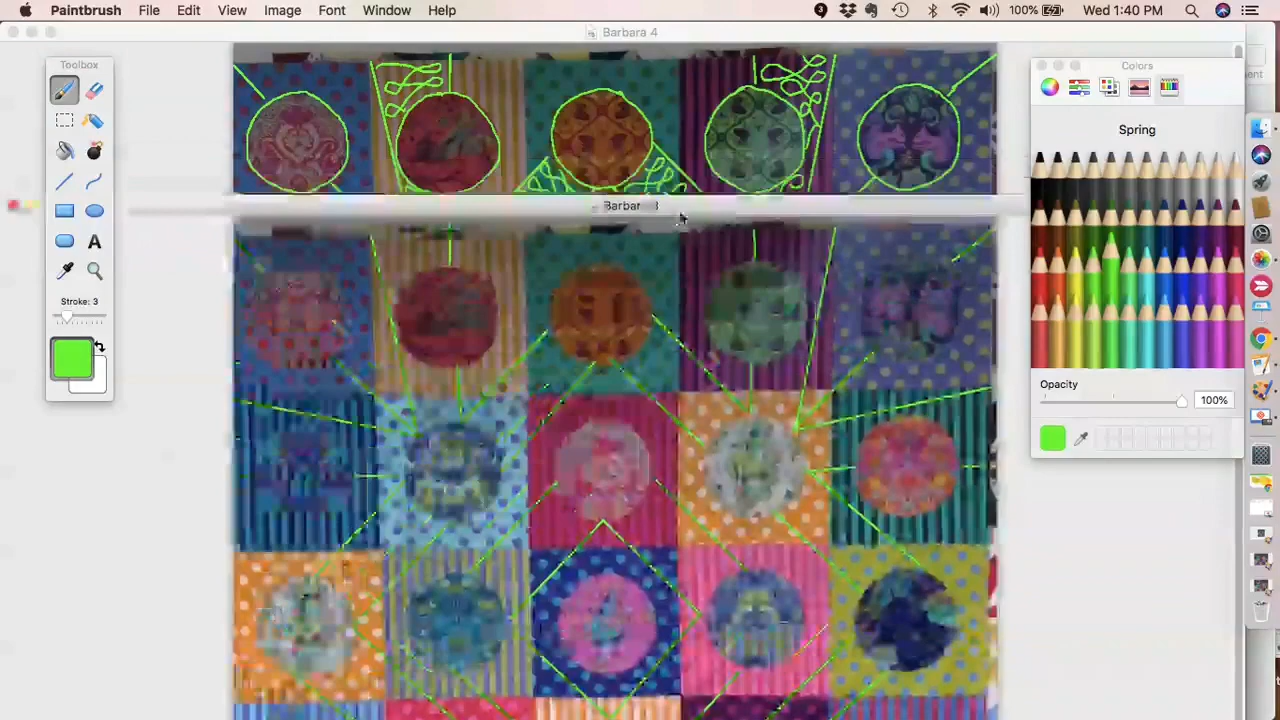 Paintbrush File Edit View Image Font Window Help 100% Wed 1:40 PM
Barbara 4
Toolbox
Colors
Spring
Stroke: 3
Opacity
100%